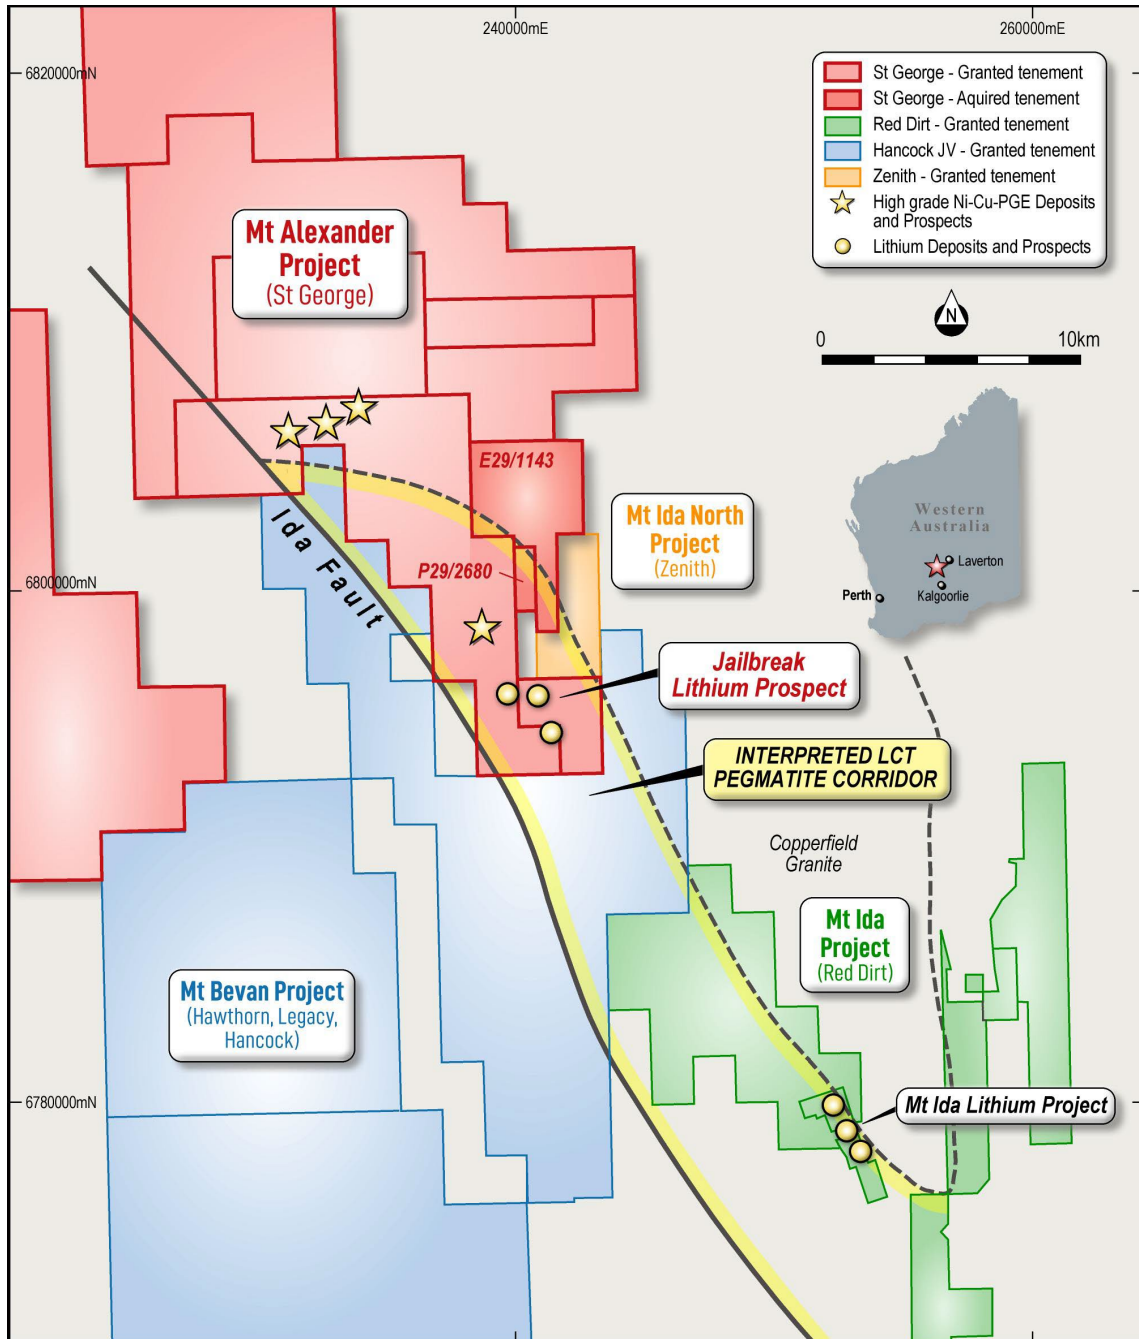 240000mE
260000mE
6820000mN
St George - Granted tenement
St George - Aquired tenement
Red Dirt - Granted tenement
Hancock JV - Granted tenement
Zenith - Granted tenement
High grade Ni-Cu-PGE Deposits
and Prospects
Lithium Deposits and Prospects
Mt Alexander
Project
(St George)
N
0
10km
E29/1143
Mt Ida North
Project
(Zenith)
Western
Australia
Laverton
Kalgoorlie
Perth
P29/2680
Ida Fault
6800000mN
Jailbreak
Lithium Prospect
INTERPRETED LCT
PEGMATITE CORRIDOR
Copperfield
Granite
Mt Ida
Project
(Red Dirt)
Mt Bevan Project
(Hawthorn, Legacy,
Hancock)
6780000mN
Mt Ida Lithium Project